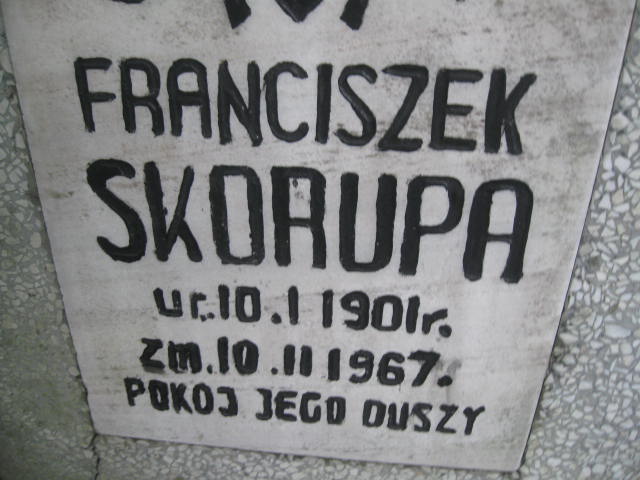 FRANCISZEK
SKORUPA
ur.10.I 1901r.
zm.10.II 1967.
POKOJ JEGO DUSZY